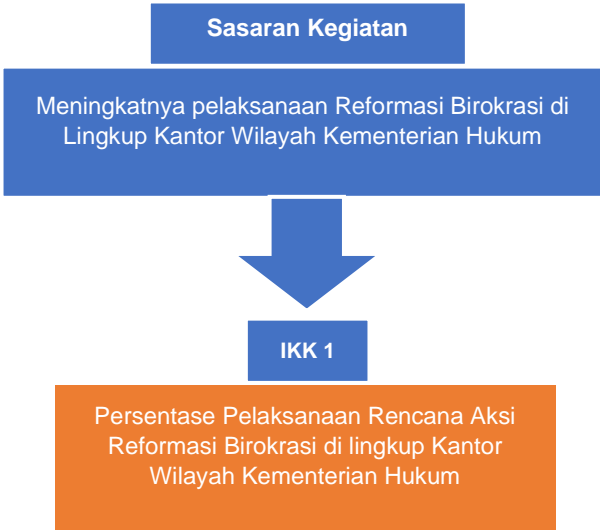 Sasaran Kegiatan
Meningkatnya pelaksanaan Reformasi Birokrasi di
Lingkup Kantor Wilayah Kementerian Hukum
IKK 1
Persentase Pelaksanaan Rencana Aksi
Reformasi Birokrasi di lingkup Kantor
Wilayah Kementerian Hukum